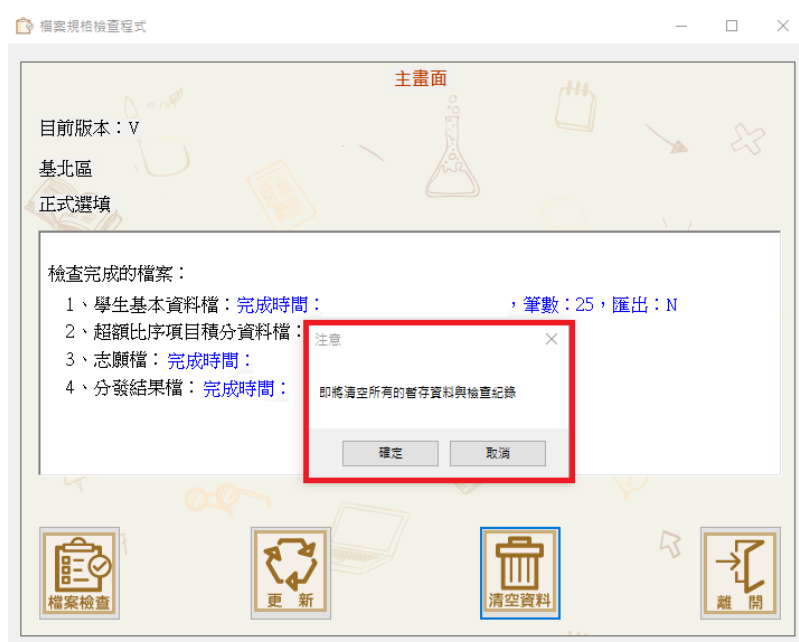 檔案規格檢查程式
主畫面
目前版本：V
基北區
正式選填
檢查完成的檔案：
1、學生基本資料檔：完成時間：，筆數：25，匯出：N
2、超額比序項目積分資料檔：
3、志願檔：完成時間：
4、分發結果檔：完成時間：
注意
即將清空所有的暫存資料與檢查紀錄
確定 取消
檔案檢查 更新 清空資料 離開